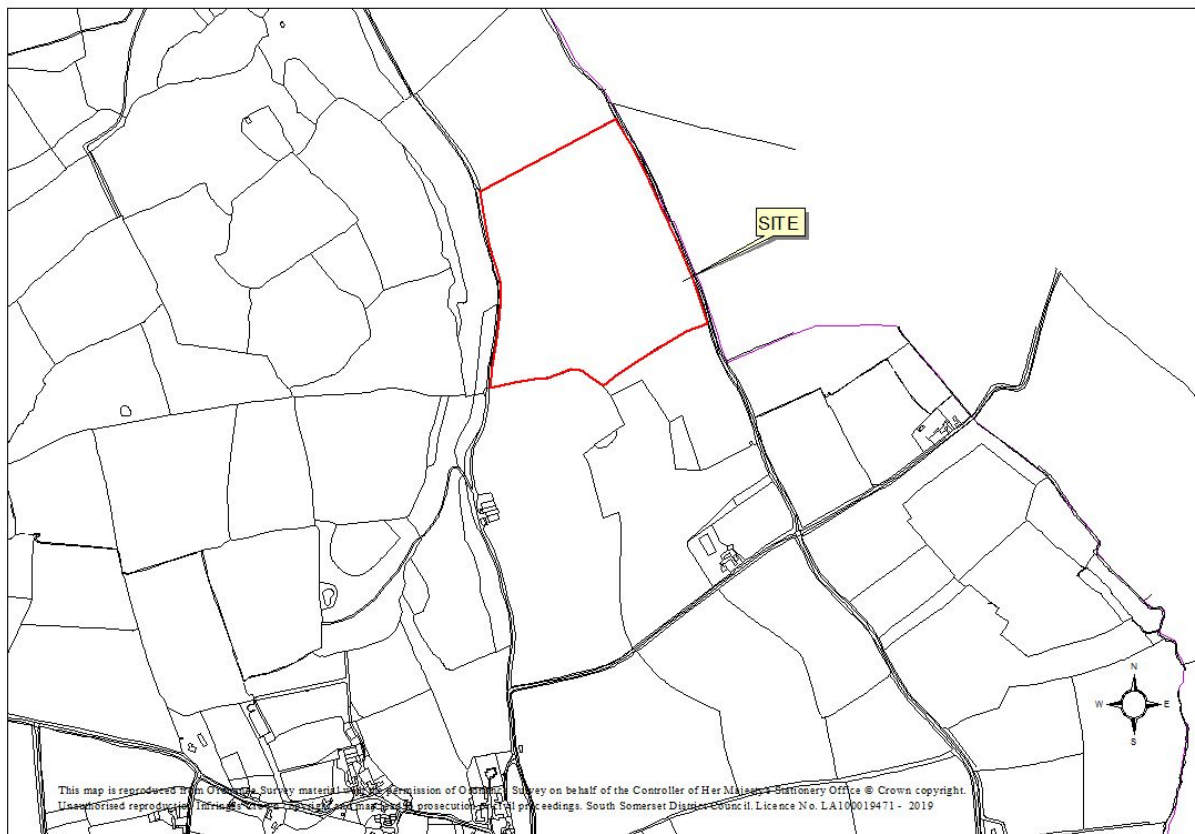 SITE
N
W E
S
This map is reproduced from Ordnance Survey material with the permission of Ordnance Survey on behalf of the Controller of Her Majesty's Stationery Office © Crown copyright.
Unauthorised reproduction infringes Crown copyright and may lead to prosecution or civil proceedings. South Somerset District Council. Licence No. LA100019471 - 2019